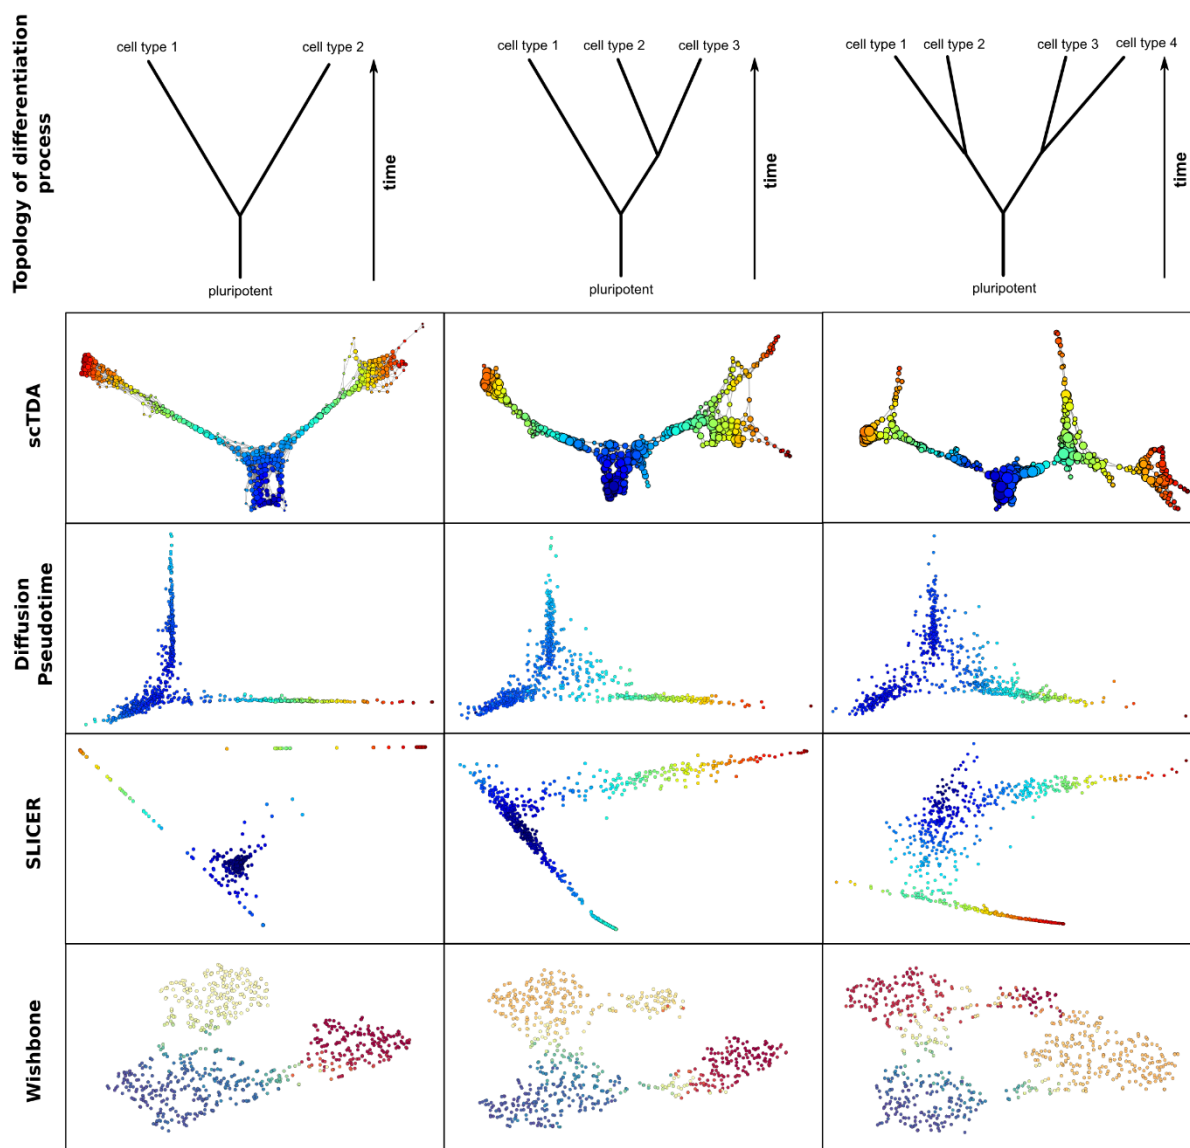 Topology of differentiation
process
cell type 1
cell type 2
time
pluripotent
cell type 1
cell type 2
cell type 3
time
pluripotent
cell type 1
cell type 2
cell type 3
cell type 4
time
pluripotent
scTDA
Diffusion
Pseudotime
SLICER
Wishbone